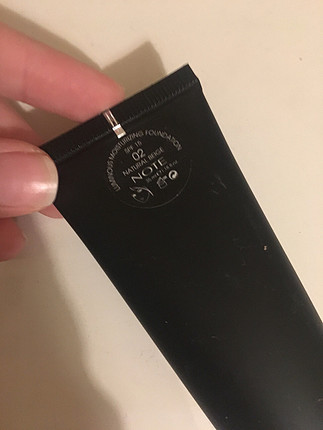 LUMINOUS MOISTURIZING FOUNDATION
SPF 15
02
NATURAL BEIGE
NOTE